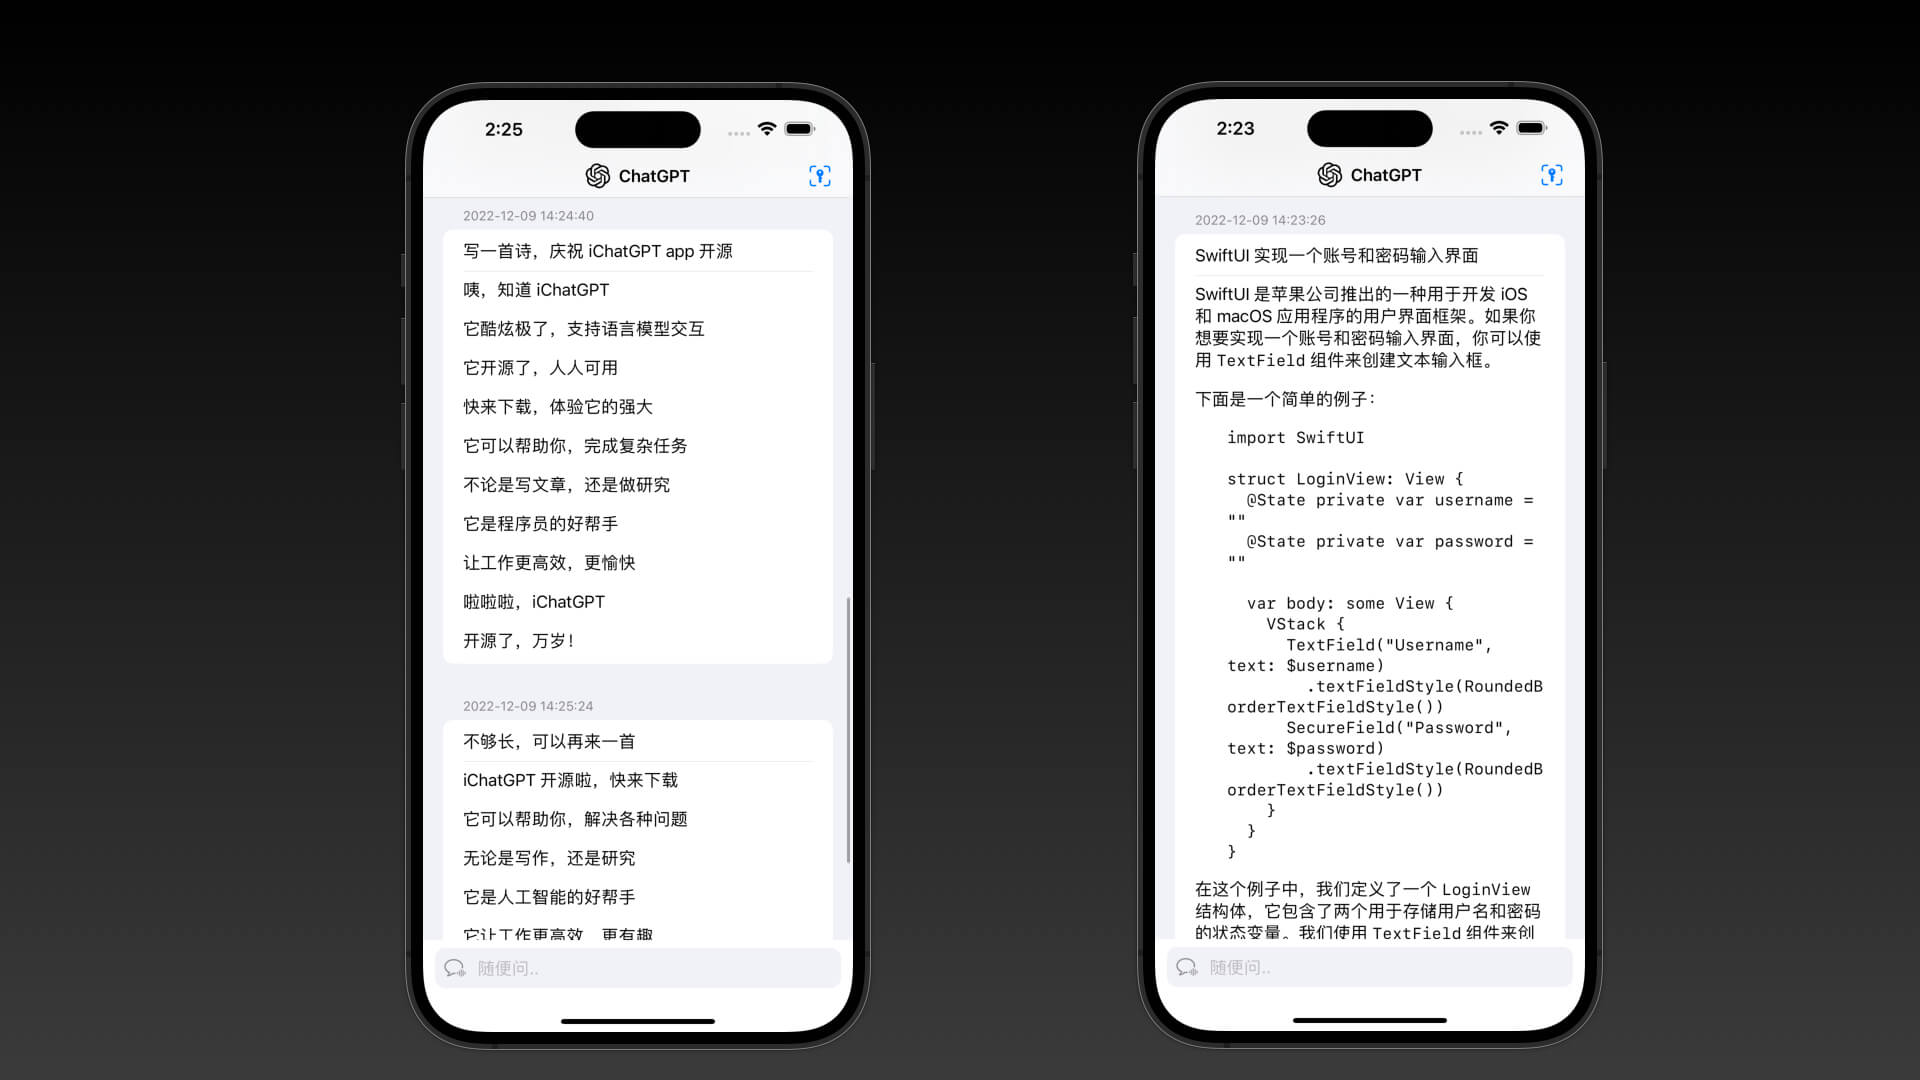 2:25
ChatGPT
2022-12-09 14:24:40
写一首诗，庆祝 iChatGPT app 开源
咦，知道 iChatGPT
它酷炫极了，支持语言模型交互
它开源了，人人可用
快来下载，体验它的强大
它可以帮助你，完成复杂任务
不论是写文章，还是做研究
它是程序员的好帮手
让工作更高效，更愉快
啦啦啦，iChatGPT
开源了，万岁！
2022-12-09 14:25:24
不够长，可以再来一首
iChatGPT 开源啦，快来下载
它可以帮助你，解决各种问题
无论是写作，还是研究
它是人工智能的好帮手
它让工作更高效，更有趣
随便问..
2:23
ChatGPT
2022-12-09 14:23:26
SwiftUI 实现一个账号和密码输入界面
SwiftUI 是苹果公司推出的一种用于开发 iOS
和 macOS 应用程序的用户界面框架。如果你
想要实现一个账号和密码输入界面，你可以使
用 TextField 组件来创建文本输入框。
下面是一个简单的例子：
import SwiftUI
struct LoginView: View {
@State private var username =
""
@State private var password =
""
var body: some View {
VStack {
TextField("Username",
text: $username)
.textFieldStyle(RoundedB
orderTextFieldStyle())
SecureField("Password",
text: $password)
.textFieldStyle(RoundedB
orderTextFieldStyle())
}
}
}
在这个例子中，我们定义了一个 LoginView
结构体，它包含了两个用于存储用户名和密码
的状态变量。我们使用 TextField 组件来创
随便问..